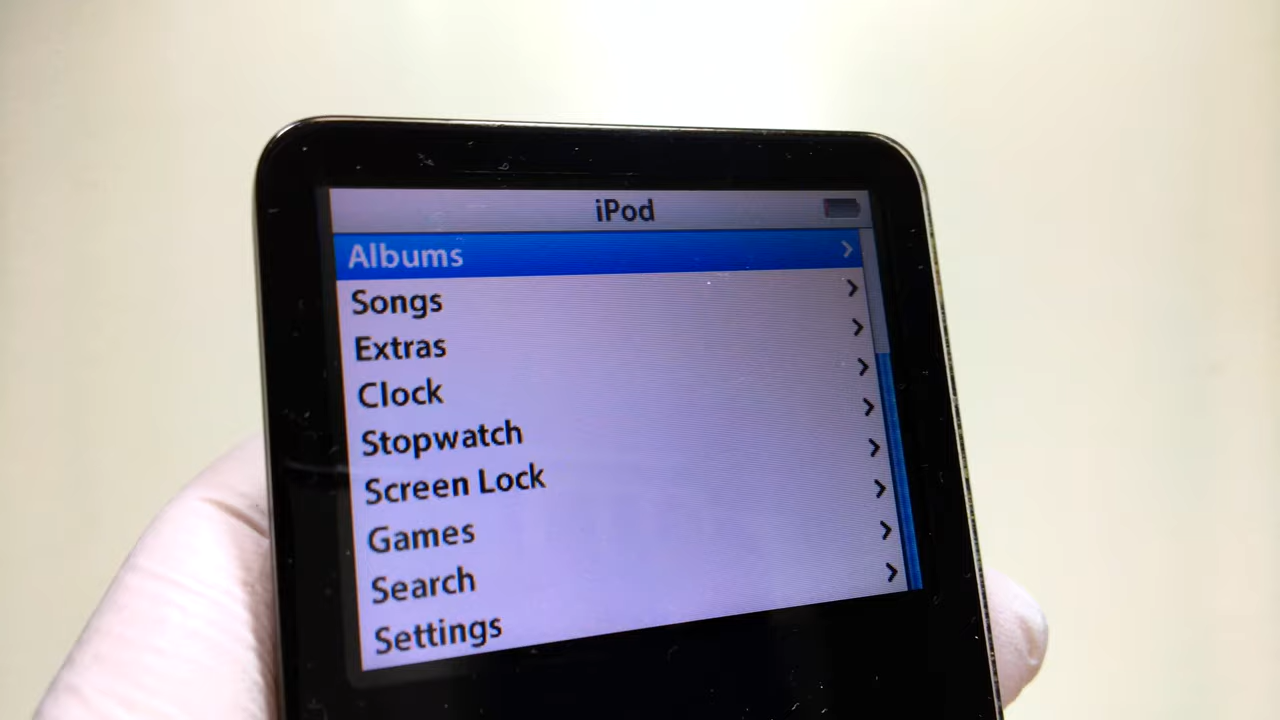 iPod
Albums
Songs
Extras
Clock
Stopwatch
Screen Lock
Games
Search
Settings